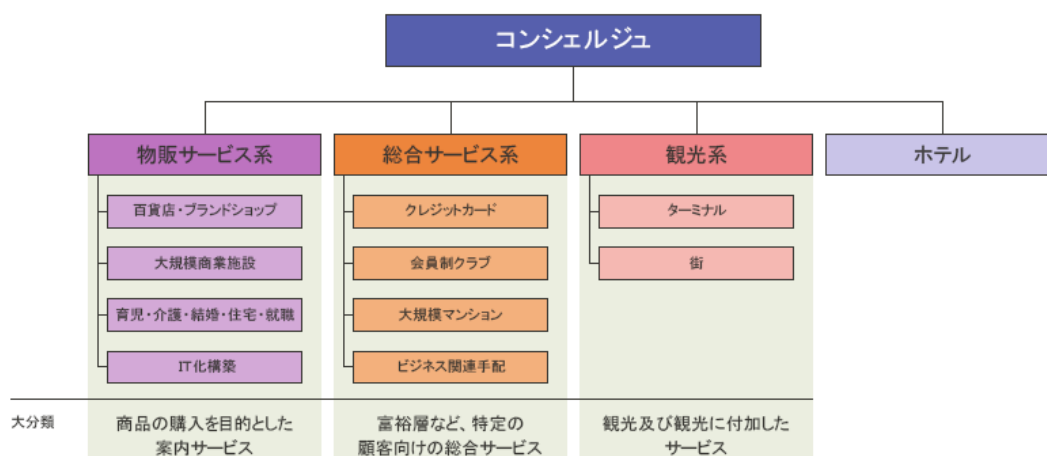 コンシェルジュ
物販サービス系
総合サービス系
観光系
ホテル
百貨店・ブランドショップ
クレジットカード
ターミナル
大規模商業施設
会員制クラブ
街
育児・介護・結婚・住宅・就職
大規模マンション
IT化構築
ビジネス関連手配
大分類
商品の購入を目的とした
案内サービス
富裕層など、特定の
顧客向けの総合サービス
観光及び観光に付加した
サービス